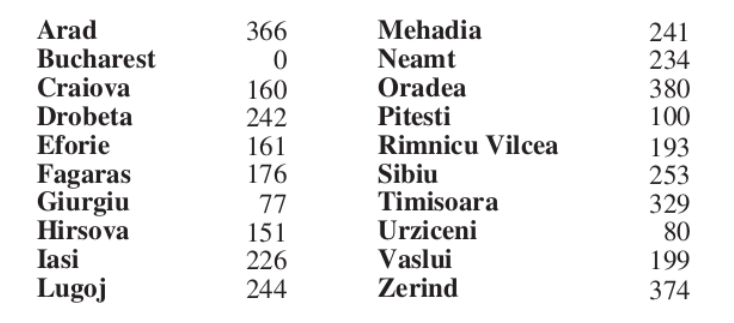 Arad 366 Mehadia 241
Bucharest 0 Neamt 234
Craiova 160 Oradea 380
Drobeta 242 Pitesti 100
Eforie 161 Rimnicu Vilcea 193
Fagaras 176 Sibiu 253
Giurgiu 77 Timisoara 329
Hirsova 151 Urziceni 80
Iasi 226 Vaslui 199
Lugoj 244 Zerind 374